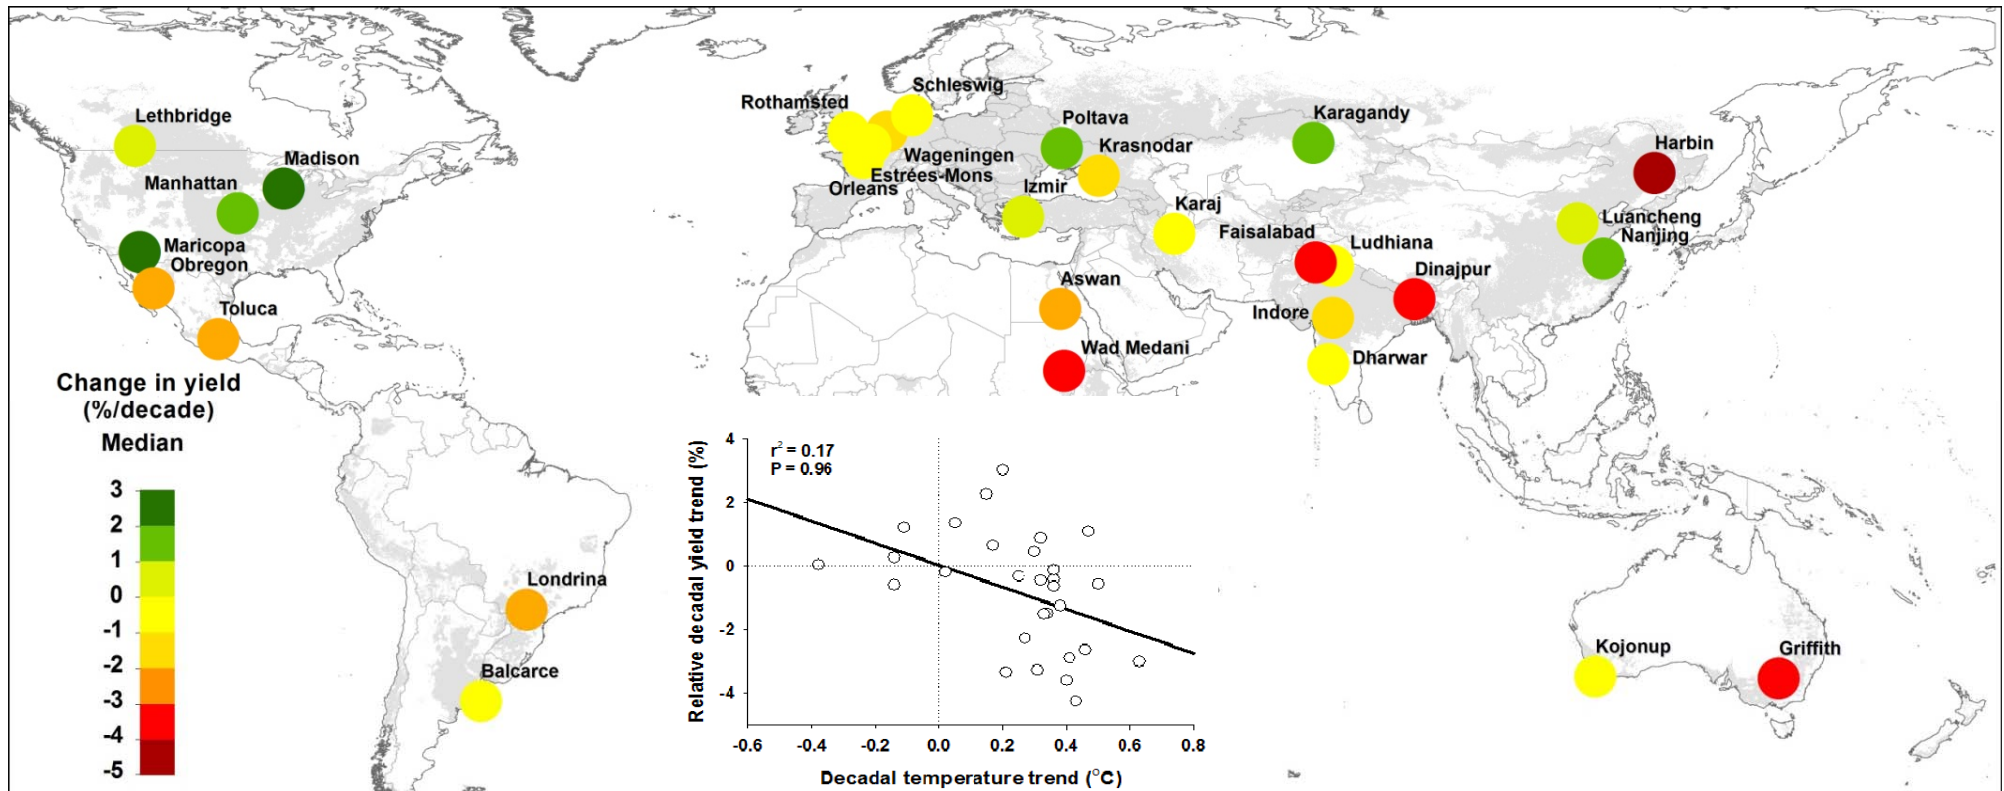 Schleswig
Rothamsted
Lethbridge
Poltava
Karagandy
Harbin
Madison
Wageningen
Krasnodar
Manhattan
Estrées-Mons
Orleans
Izmir
Karaj
Luancheng
Nanjing
Faisalabad
Ludhiana
Maricopa
Obregon
Dinajpur
Aswan
Toluca
Indore
Wad Medani
Dharwar
Change in yield
(%/decade)
Median
3
2
1
0
-1
-2
-3
-4
-5
Londrina
Balcarce
Kojonup
Griffith
r2 = 0.17
P = 0.96
Relative decadal yield trend (%)
4
2
0
-2
-4
-0.6 -0.4 -0.2 0.0 0.2 0.4 0.6 0.8
Decadal temperature trend (°C)